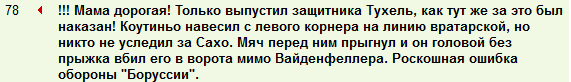 78 !!! Мама дорогая! Только выпустил защитника Тухель, как тут же за это был
наказан! Коутиньо навесил с левого корнера на линию вратарской, но
никто не уследил за Сахо. Мяч перед ним прыгнул и он головой без
прыжка вбил его в ворота мимо Вайденфеллера. Роскошная ошибка
обороны "Боруссии".